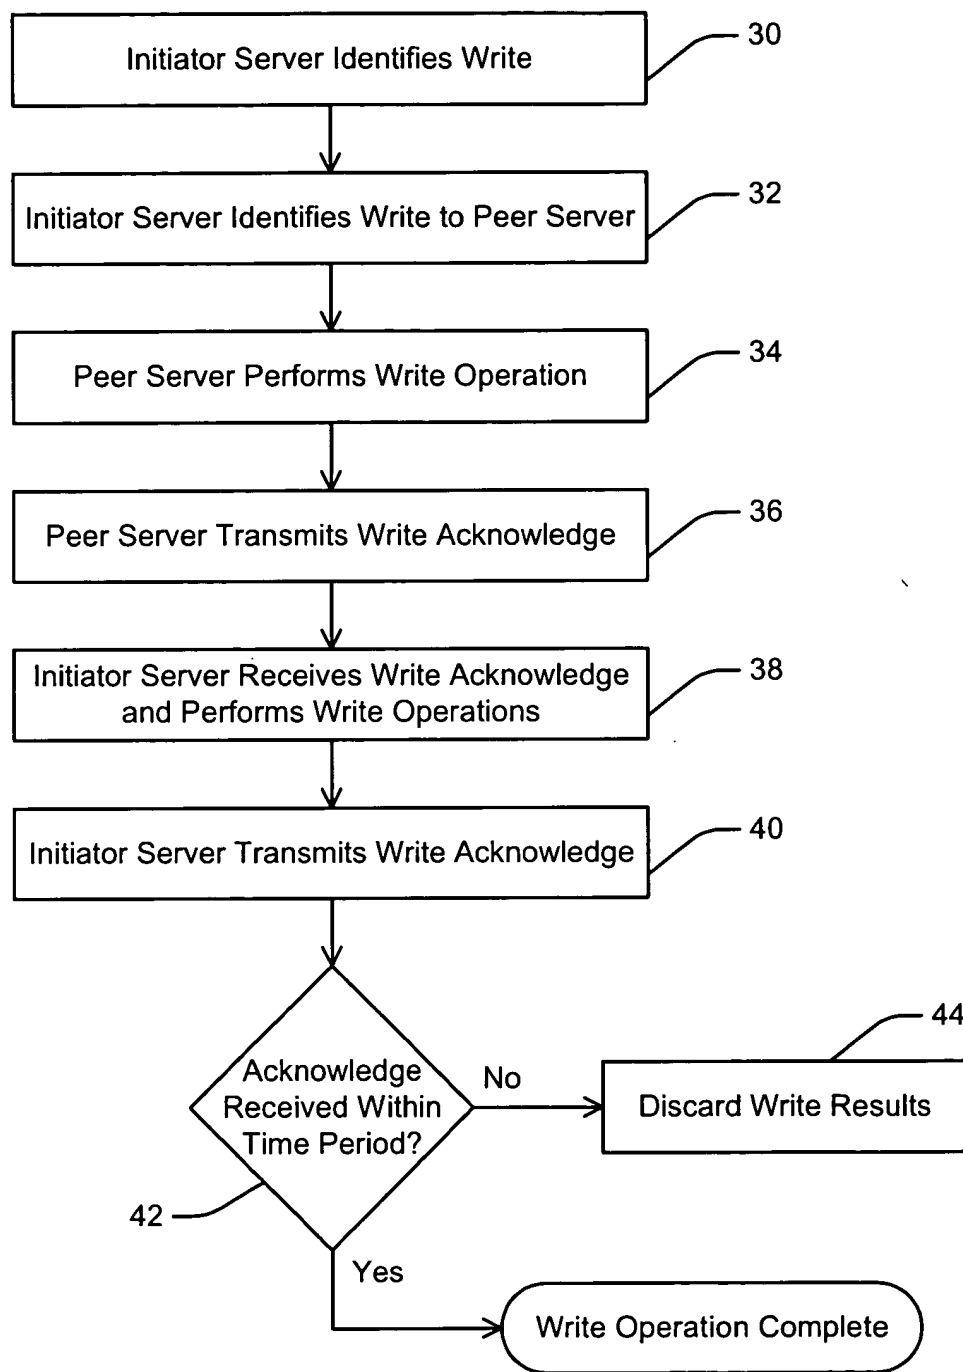 Initiator Server Identifies Write
30
Initiator Server Identifies Write to Peer Server
32
Peer Server Performs Write Operation
34
Peer Server Transmits Write Acknowledge
36
Initiator Server Receives Write Acknowledge
and Performs Write Operations
38
Initiator Server Transmits Write Acknowledge
40
Acknowledge
Received Within
Time Period?
42
No
Discard Write Results
44
Yes
Write Operation Complete